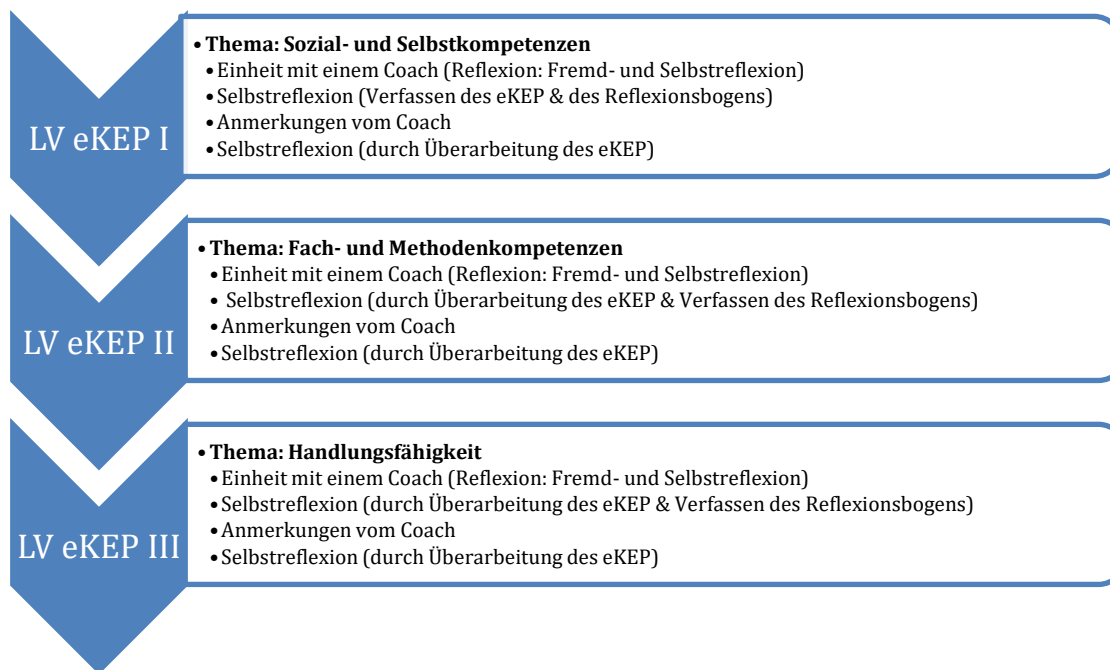 LV eKEP I
• Thema: Sozial- und Selbstkompetenzen
• Einheit mit einem Coach (Reflexion: Fremd- und Selbstreflexion)
• Selbstreflexion (Verfassen des eKEP & des Reflexionsbogens)
• Anmerkungen vom Coach
• Selbstreflexion (durch Überarbeitung des eKEP)
LV eKEP II
• Thema: Fach- und Methodenkompetenzen
• Einheit mit einem Coach (Reflexion: Fremd- und Selbstreflexion)
• Selbstreflexion (durch Überarbeitung des eKEP & Verfassen des Reflexionsbogens)
• Anmerkungen vom Coach
• Selbstreflexion (durch Überarbeitung des eKEP)
LV eKEP III
• Thema: Handlungsfähigkeit
• Einheit mit einem Coach (Reflexion: Fremd- und Selbstreflexion)
• Selbstreflexion (durch Überarbeitung des eKEP & Verfassen des Reflexionsbogens)
• Anmerkungen vom Coach
• Selbstreflexion (durch Überarbeitung des eKEP)